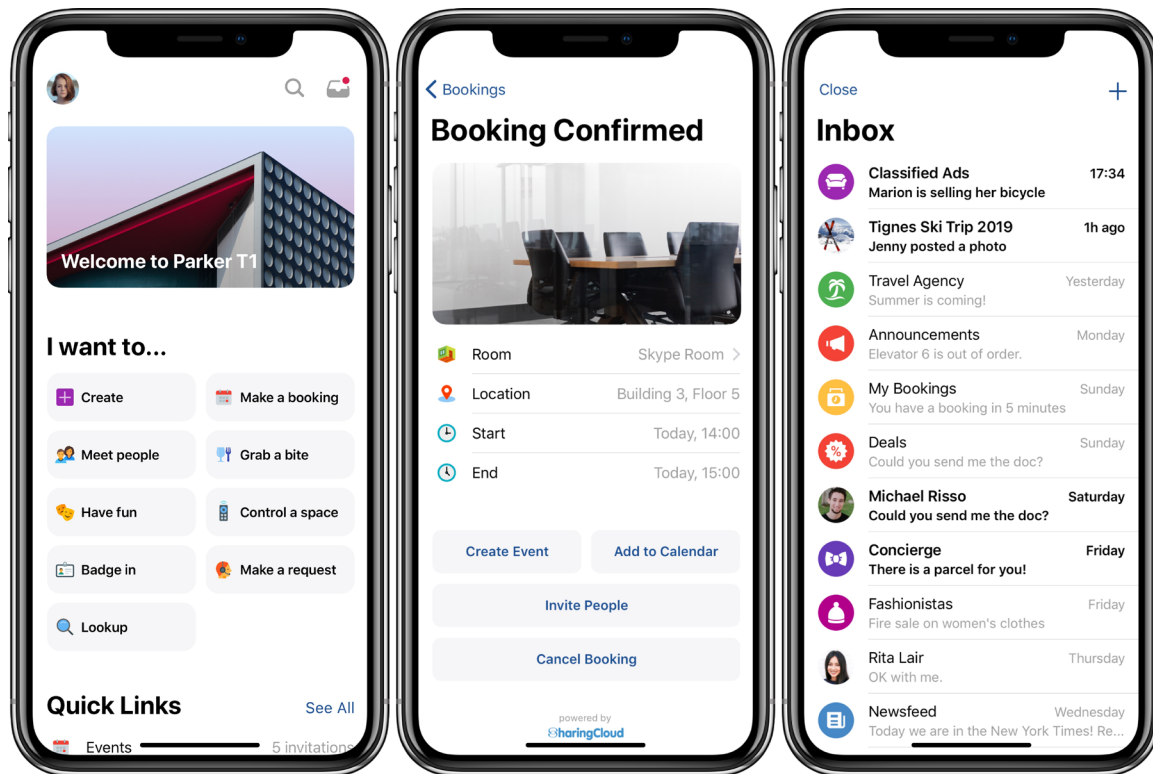 Welcome to Parker T1
I want to...
Create
Make a booking
Meet people
Grab a bite
Have fun
Control a space
Badge in
Make a request
Lookup
Quick Links
See All
Events
5 invitations
Bookings
Booking Confirmed
Room
Skype Room
Location
Building 3, Floor 5
Start
Today, 14:00
End
Today, 15:00
Create Event
Add to Calendar
Invite People
Cancel Booking
powered by
SharingCloud
Close
Inbox
Classified Ads
17:34
Marion is selling her bicycle
Tignes Ski Trip 2019
1h ago
Jenny posted a photo
Travel Agency
Yesterday
Summer is coming!
Announcements
Monday
Elevator 6 is out of order.
My Bookings
Sunday
You have a booking in 5 minutes
Deals
Sunday
Could you send me the doc?
Michael Risso
Saturday
Could you send me the doc?
Concierge
Friday
There is a parcel for you!
Fashionistas
Friday
Fire sale on women's clothes
Rita Lair
Thursday
OK with me.
Newsfeed
Wednesday
Today we are in the New York Times! Re...